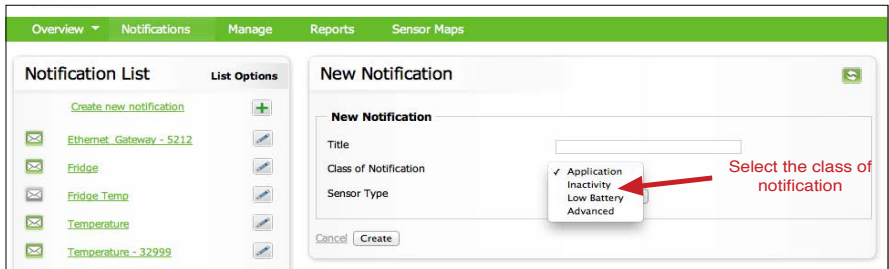 Overview Notifications Manage Reports Sensor Maps
Notification List List Options
Create new notification
Ethernet Gateway - 5212
Fridge
Fridge Temp
Temperature
Temperature - 32999
New Notification
New Notification
Title
Class of Notification
✓ Application
Inactivity
Low Battery
Advanced
Sensor Type
Cancel Create
Select the class of
notification